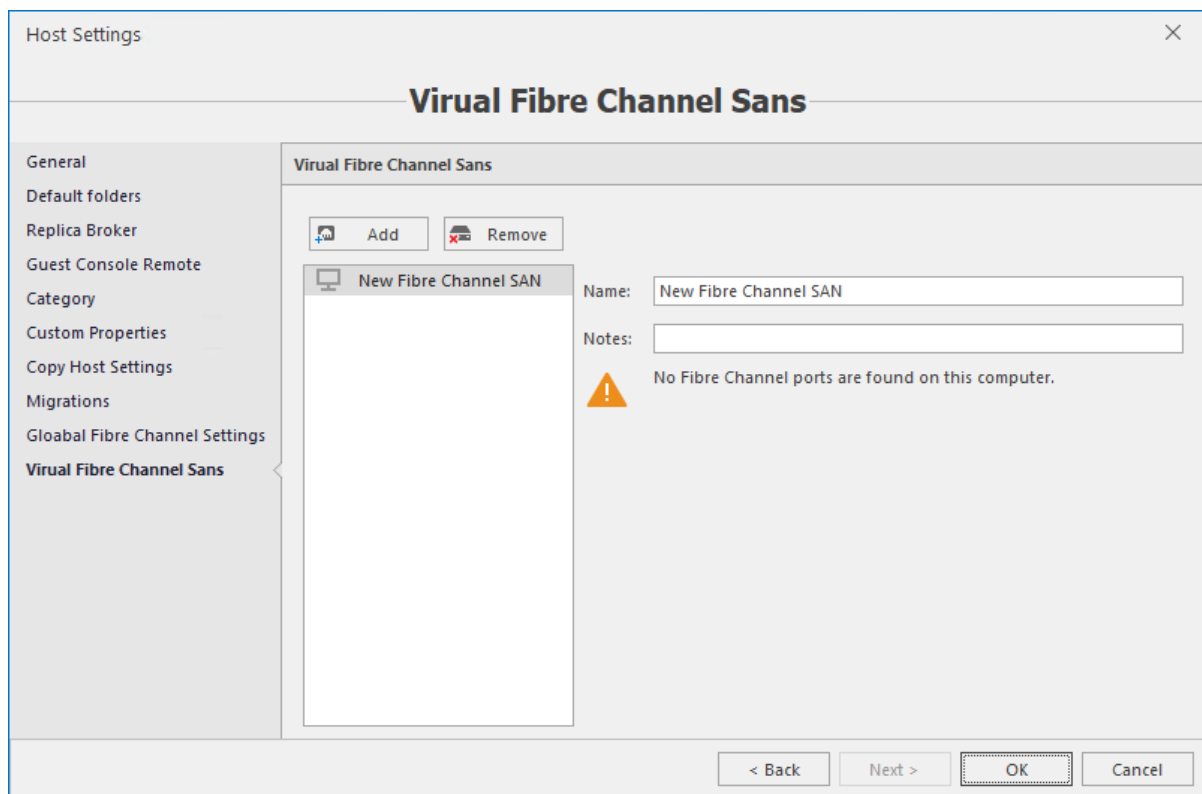 Host Settings
Virual Fibre Channel Sans
General
Default folders
Replica Broker
Guest Console Remote
Category
Custom Properties
Copy Host Settings
Migrations
Gloabal Fibre Channel Settings
Virual Fibre Channel Sans
Virual Fibre Channel Sans
Add Remove
New Fibre Channel SAN
Name: New Fibre Channel SAN
Notes:
No Fibre Channel ports are found on this computer.
< Back Next > OK Cancel